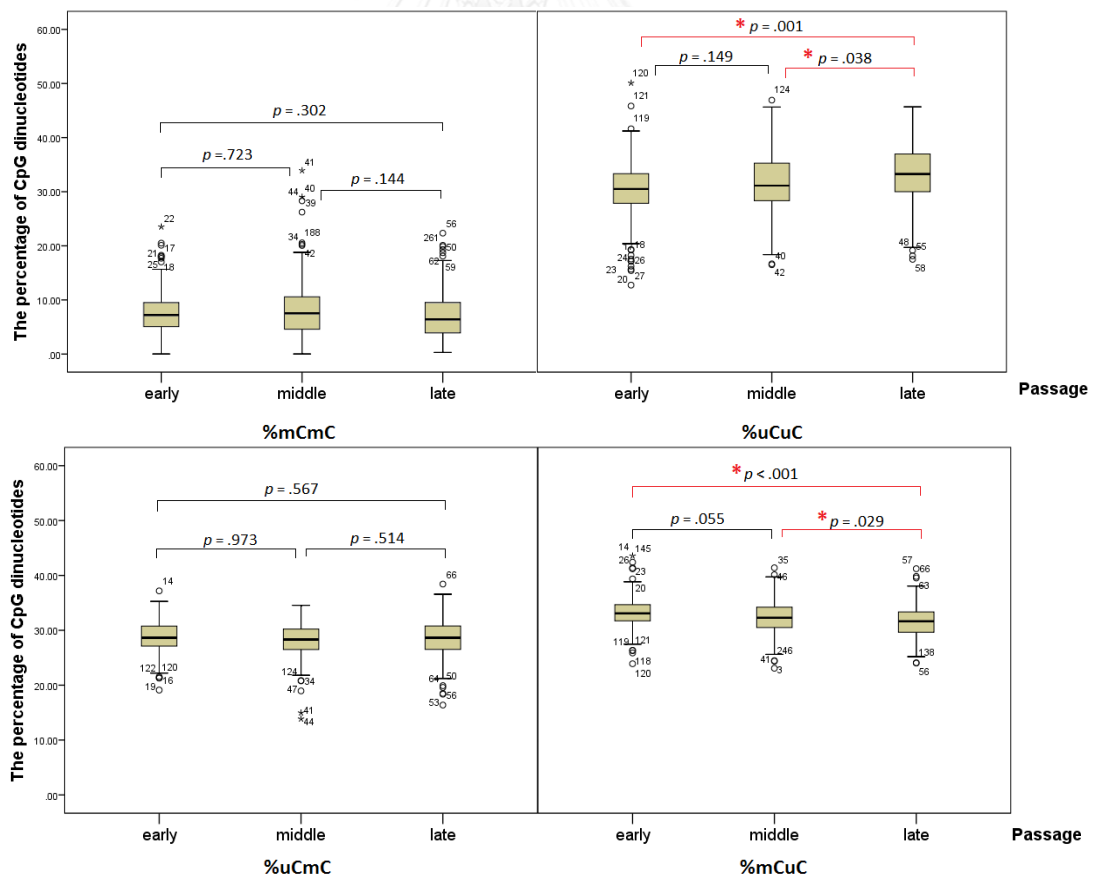 The percentage of CpG dinucleotides
60.00
50.00
40.00
30.00
20.00
10.00
.00
p = .302
p =.723
p = .144
22
21 17
25 18
41
44 40
39
34 188
42
56
261 50
62 59
early middle late
%mCmC
* p = .001
p = .149
* p = .038
* 120
121
119
1 18
24 26
23 27
20
124
40
42
48 55
58
early middle late
Passage
%uCuC
The percentage of CpG dinucleotides
60.00
50.00
40.00
30.00
20.00
10.00
.00
p = .567
p = .973
p = .514
14
122 120
16
19
124 34
47
41
44
66
64 50
53 56
early middle late
%uCmC
* p < .001
p = .055
* p = .029
14 145
26 23
20
119 121
118
120
35
46
246
41 3
57 66
63
138
56
early middle late
Passage
%mCuC